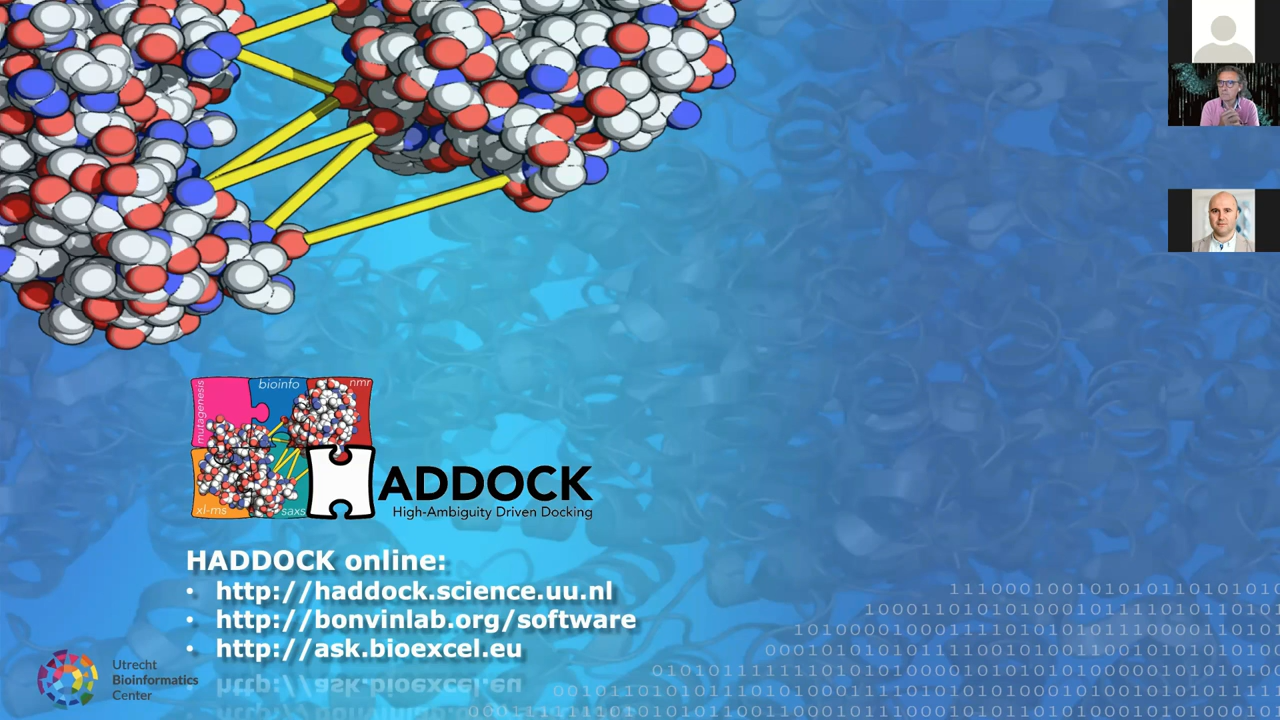 mutagenesis
bioinfo
nmr
xl-ms
saxs
HADDOCK
High-Ambiguity Driven Docking
HADDOCK online:
• http://haddock.science.uu.nl
• http://bonvinlab.org/software
• http://ask.bioexcel.eu
Utrecht
Bioinformatics
Center